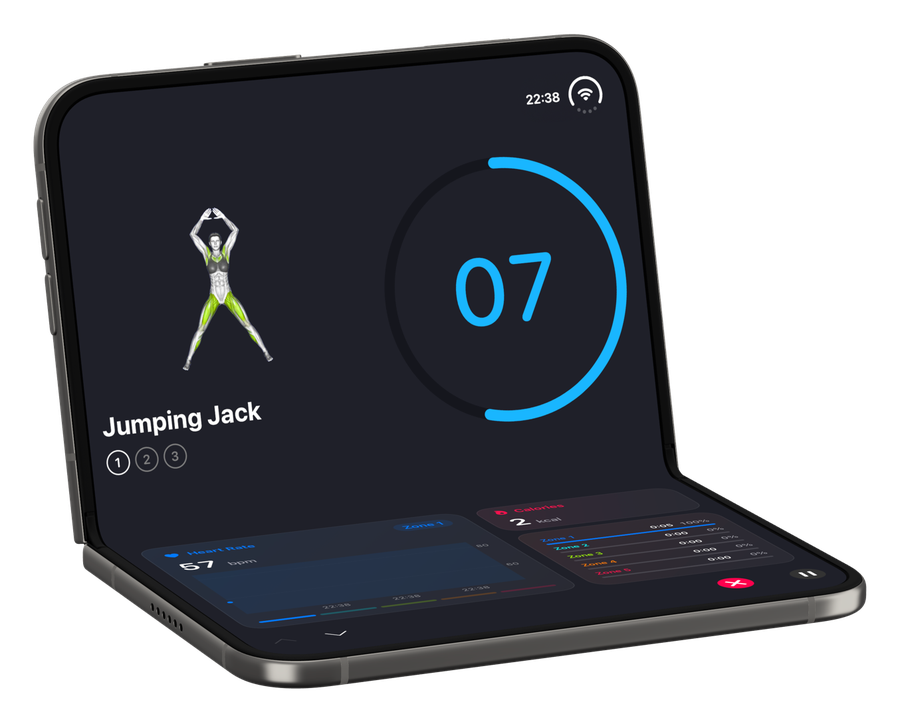 22:38
07
Jumping Jack
1 2 3
Heart Rate
Zone 1
57 bpm
80
60
22:38 22:38 22:38
Calories
2 kcal
Zone 1 0:05 100%
Zone 2 0:00 0%
Zone 3 0:00 0%
Zone 4 0:00 0%
Zone 5 0:00 0%